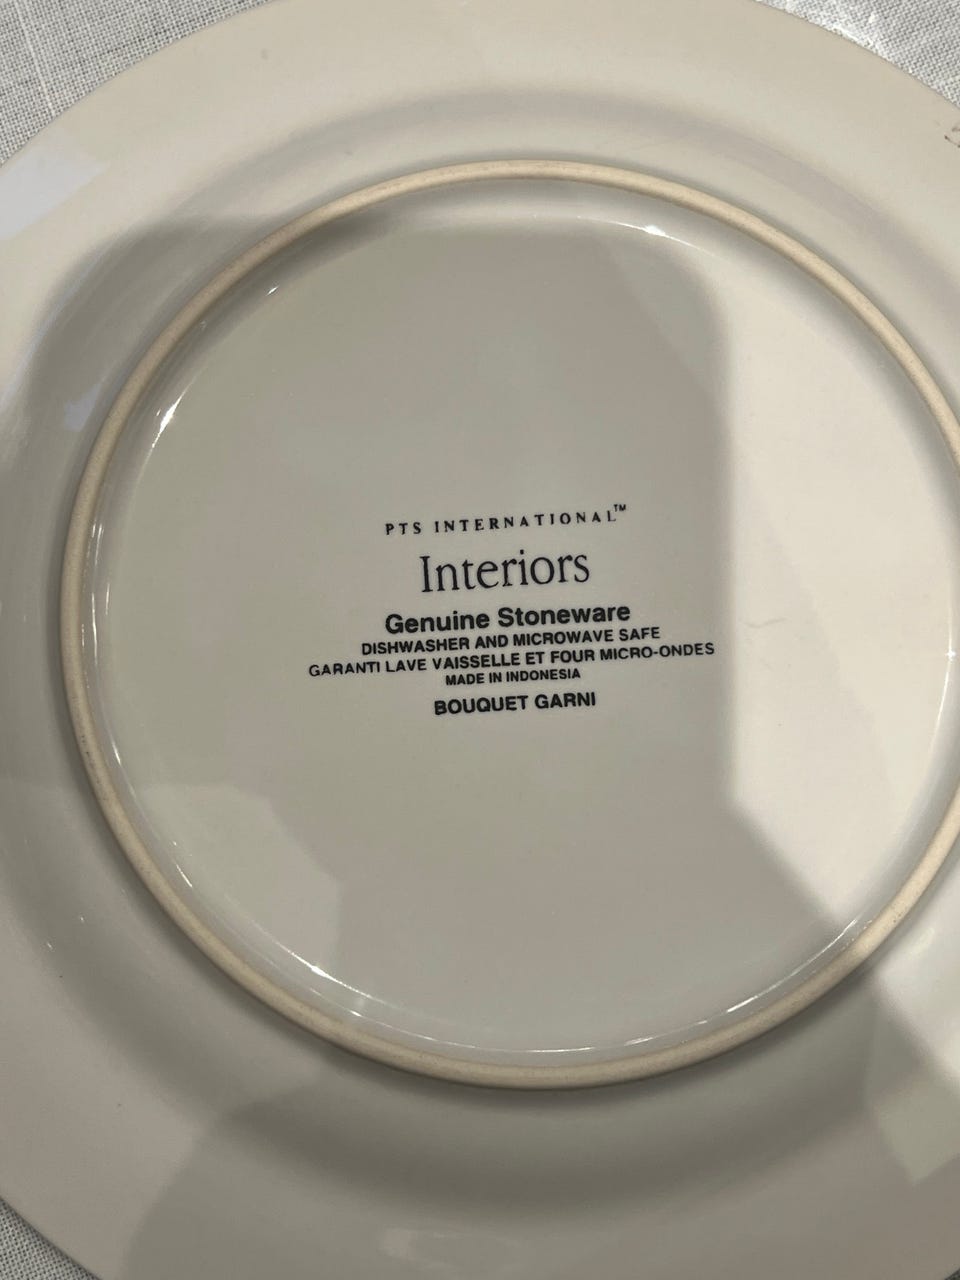 PTS INTERNATIONAL™
Interiors
Genuine Stoneware
DISHWASHER AND MICROWAVE SAFE
GARANTI LAVE VAISSELLE ET FOUR MICRO-ONDES
MADE IN INDONESIA
BOUQUET GARNI